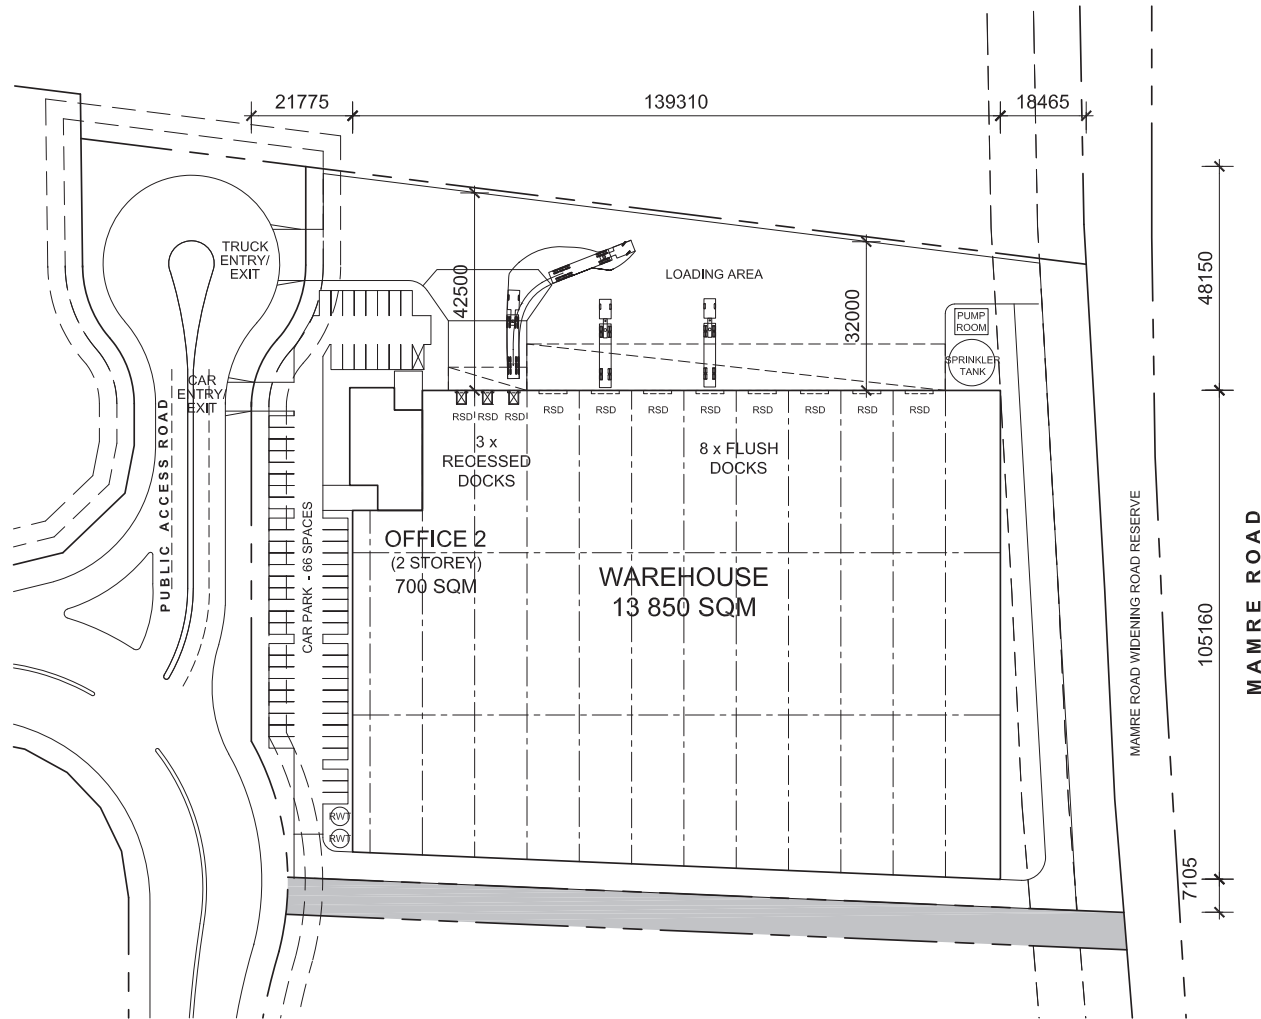 21775
139310
18465
TRUCK
ENTRY/
EXIT
LOADING AREA
42500
32000
48150
PUMP
ROOM
SPRINKLER
TANK
CAR
ENTRY/
EXIT
PUBLIC ACCESS ROAD
RSD
RSD
RSD
RSD
RSD
RSD
RSD
RSD
RSD
RSD
RSD
3 x
RECESSED
DOCKS
8 x FLUSH
DOCKS
CAR PARK - 66 SPACES
OFFICE 2
(2 STOREY)
700 SQM
WAREHOUSE
13 850 SQM
MAMRE ROAD WIDENING ROAD RESERVE
105160
MAMRE ROAD
RWT
RWT
7105